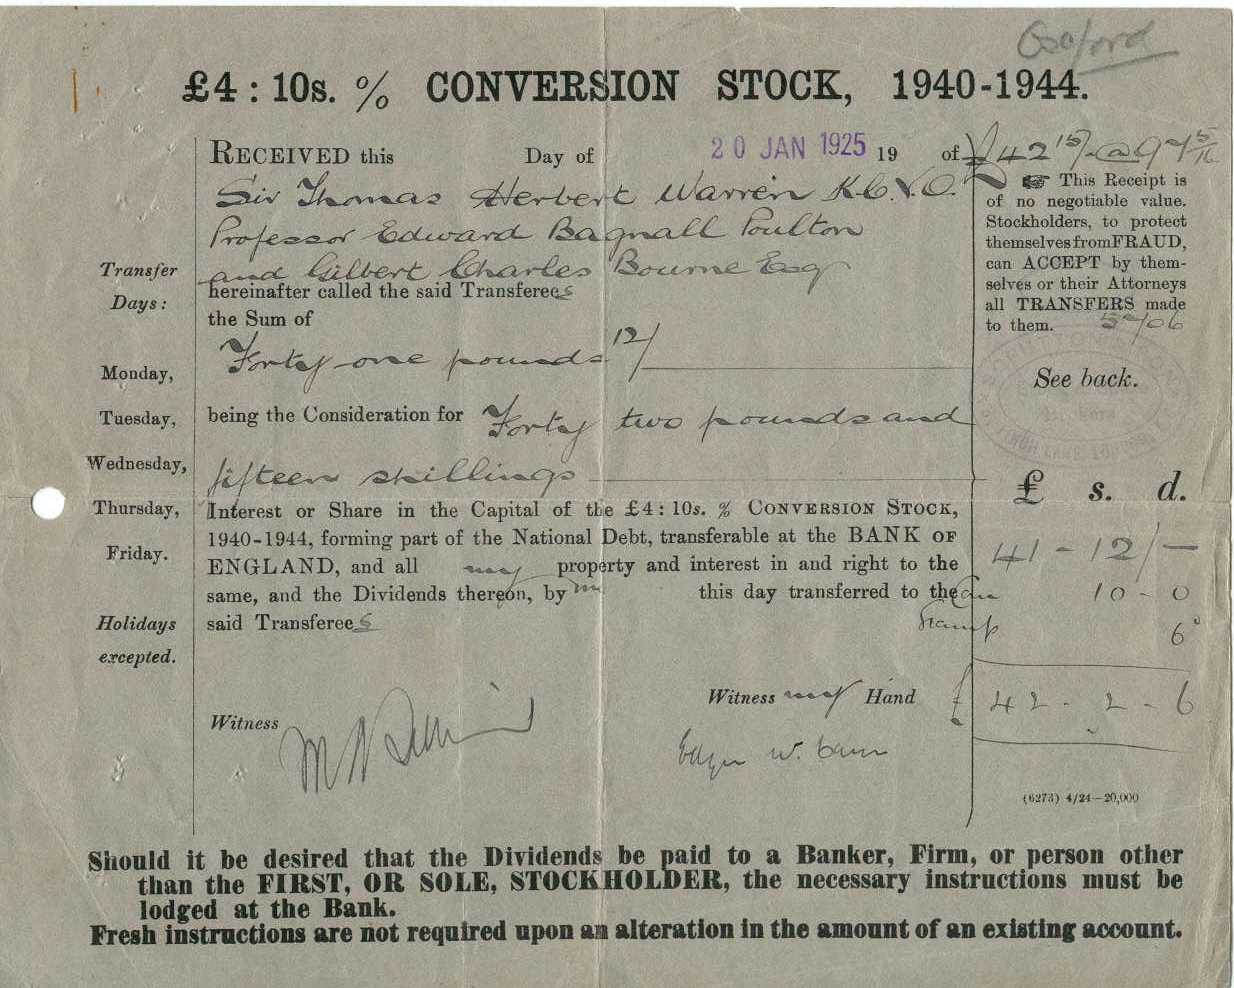 Oxford
£4 : 10s. % CONVERSION STOCK, 1940-1944.
RECEIVED this Day of 20 JAN 1925 19 of £42 15/- @ 97 5/16
Sir Thomas Herbert Warren K.C.V.O.
Professor Edward Bagnall Poulton
and Gilbert Charles Bourne Esq
hereinafter called the said Transferees
the Sum of
Forty one pounds 12/
being the Consideration for Forty two pounds and
fifteen shillings
Interest or Share in the Capital of the £4 : 10s. % CONVERSION STOCK,
1940-1944, forming part of the National Debt, transferable at the BANK OF
ENGLAND, and all my property and interest in and right to the
same, and the Dividends thereon, by me this day transferred to the
said Transferees
Transfer
Days :
Monday,
Tuesday,
Wednesday,
Thursday,
Friday.
Holidays
excepted.
☞ This Receipt is
of no negotiable value.
Stockholders, to protect
themselves from FRAUD,
can ACCEPT by them-
selves or their Attorneys
all TRANSFERS made
to them.
See back.
£ s. d.
41 - 12/-
10 - 0
Stamp 6
£ 42 - 2 - 6
Witness my Hand
Witness
(6273) 4/24—20,000
Should it be desired that the Dividends be paid to a Banker, Firm, or person other
than the FIRST, OR SOLE, STOCKHOLDER, the necessary instructions must be
lodged at the Bank.
Fresh instructions are not required upon an alteration in the amount of an existing account.